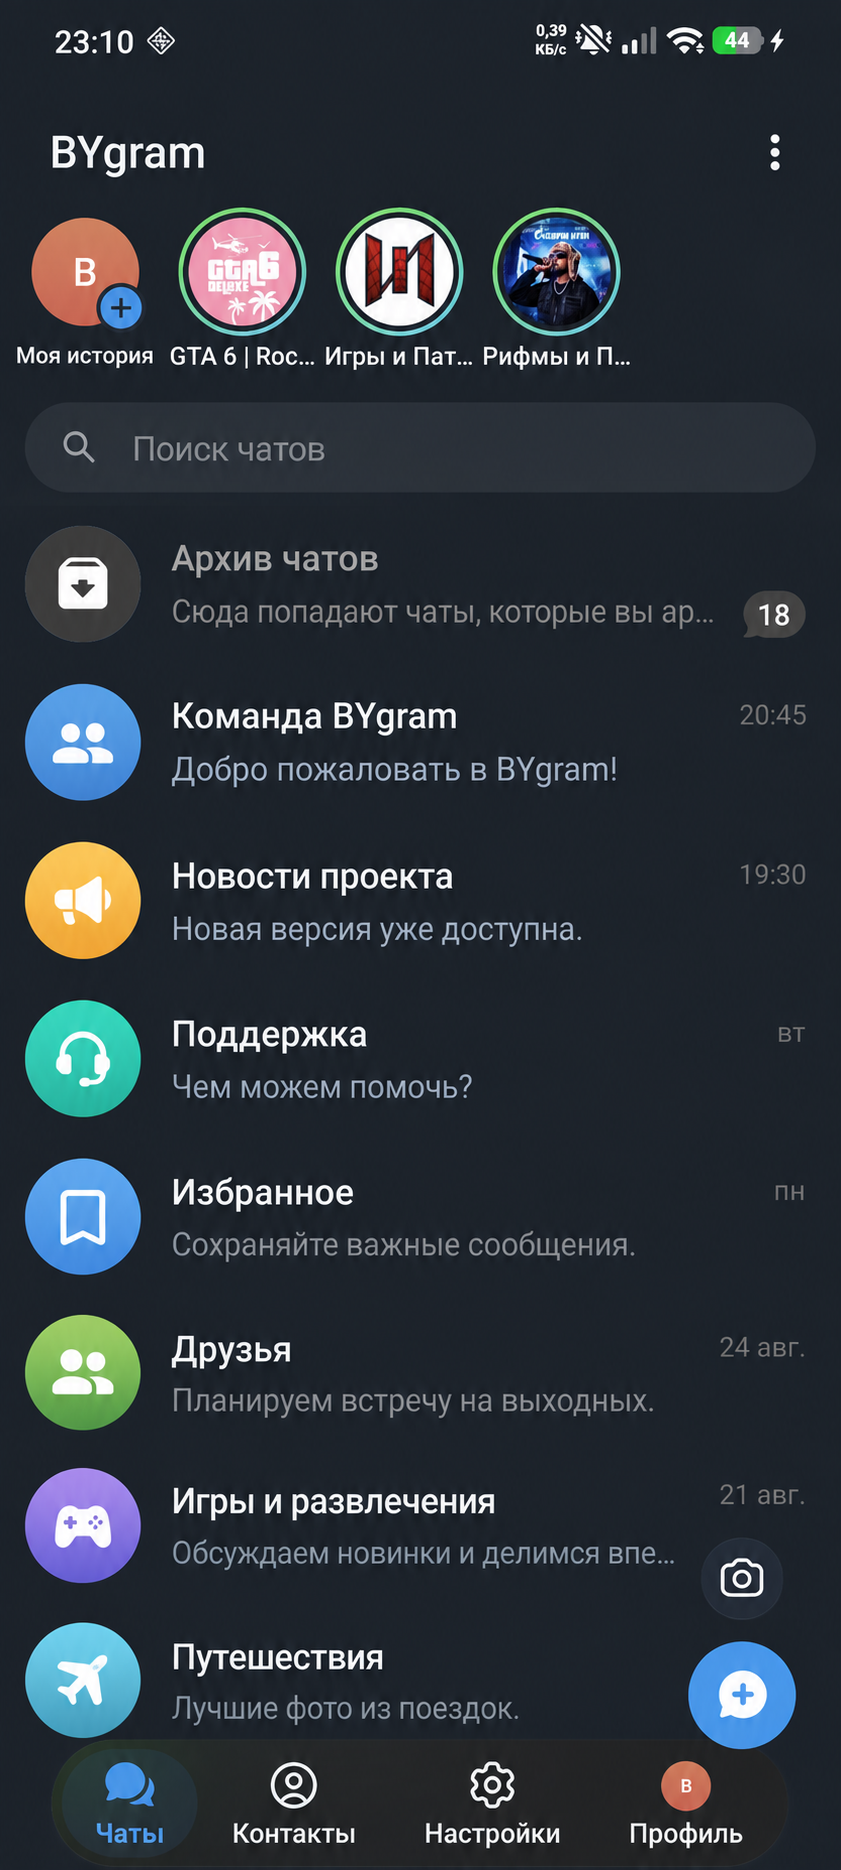 23:10
0,39
КБ/с
44
BYgram
B
GTA6
DELUXE
Моя история
GTA 6 | Roc...
Игры и Пат...
Рифмы и П...
Поиск чатов
Архив чатов
Сюда попадают чаты, которые вы ар...
18
Команда BYgram
20:45
Добро пожаловать в BYgram!
Новости проекта
19:30
Новая версия уже доступна.
Поддержка
вт
Чем можем помочь?
Избранное
пн
Сохраняйте важные сообщения.
Друзья
24 авг.
Планируем встречу на выходных.
Игры и развлечения
21 авг.
Обсуждаем новинки и делимся впе...
Путешествия
Лучшие фото из поездок.
B
Чаты
Контакты
Настройки
Профиль